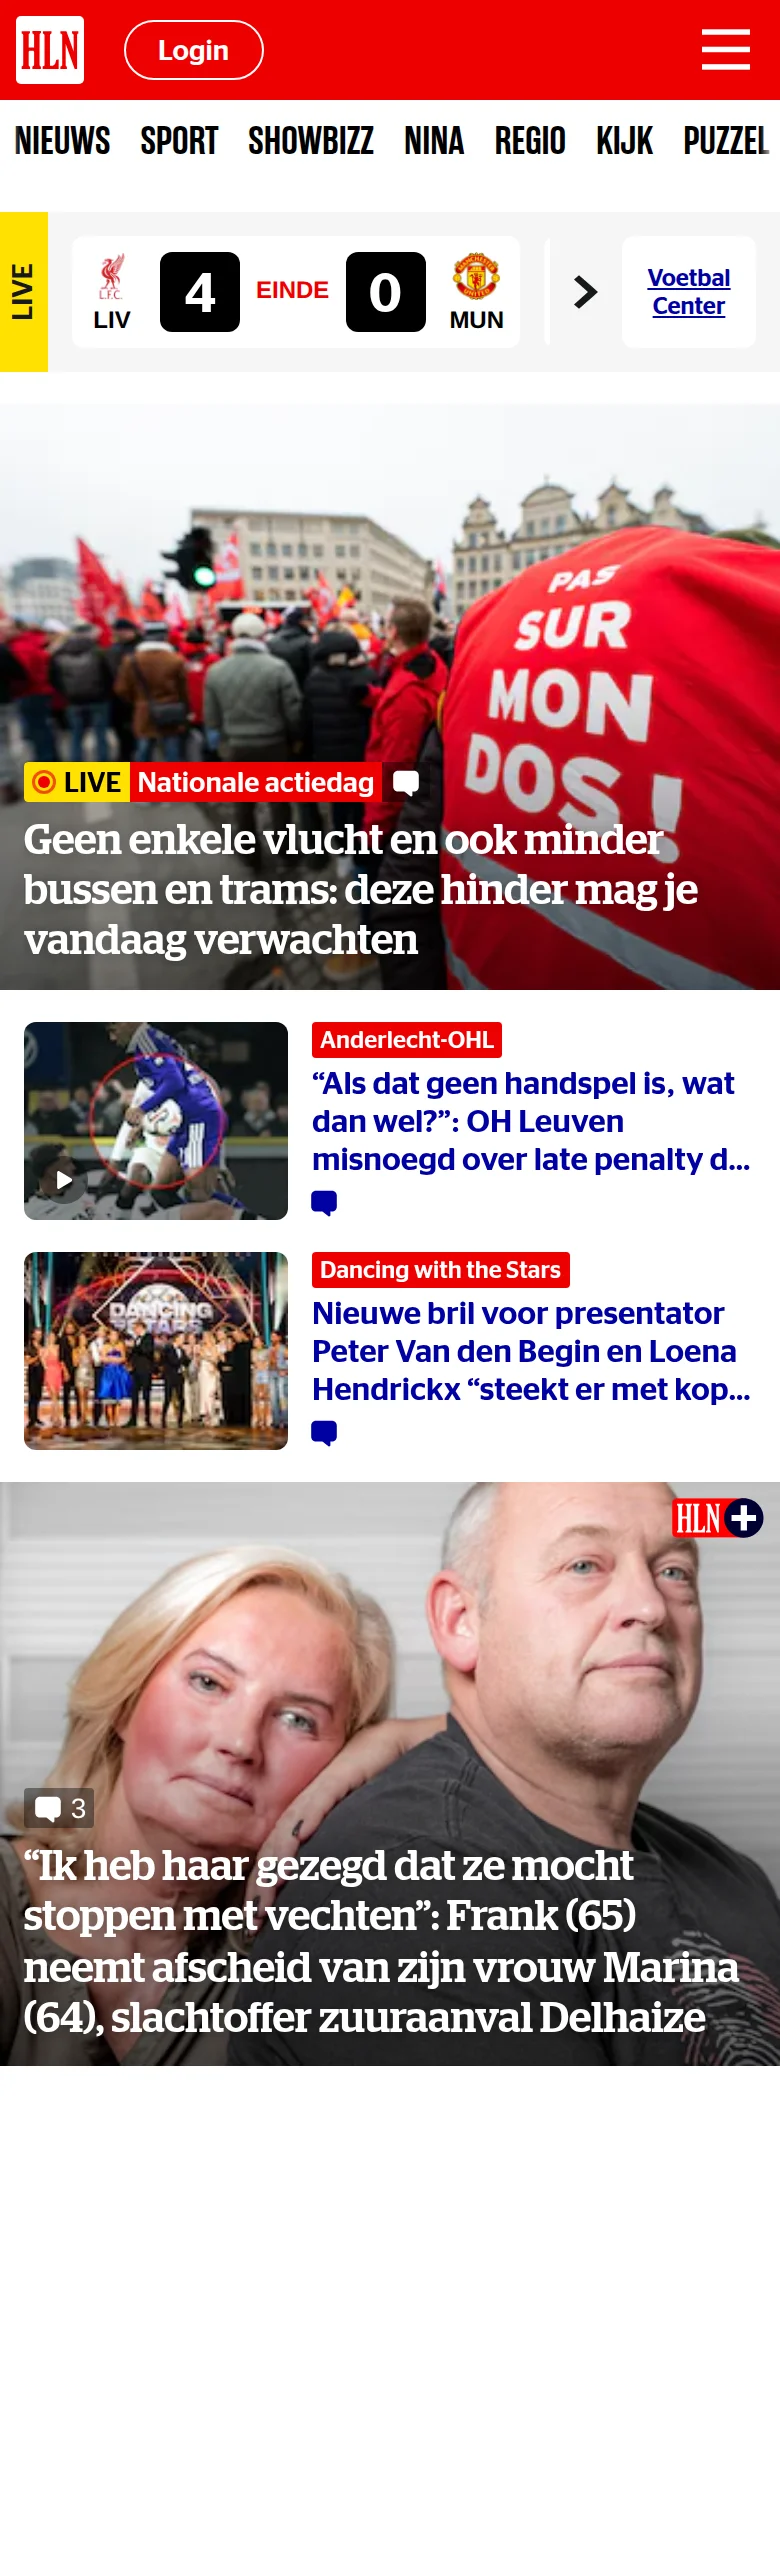 HLN
Login
NIEUWS SPORT SHOWBIZZ NINA REGIO KIJK PUZZEL
LIVE
L.F.C.
LIV
4
EINDE
0
MANCHESTER
UNITED
MUN
Voetbal
Center
PAS
SUR
MON
DOS !
LIVE Nationale actiedag
Geen enkele vlucht en ook minder
bussen en trams: deze hinder mag je
vandaag verwachten
Anderlecht-OHL
“Als dat geen handspel is, wat
dan wel?”: OH Leuven
misnoegd over late penalty d...
DANCING
STARS
Dancing with the Stars
Nieuwe bril voor presentator
Peter Van den Begin en Loena
Hendrickx “steekt er met kop...
HLN+
3
“Ik heb haar gezegd dat ze mocht
stoppen met vechten”: Frank (65)
neemt afscheid van zijn vrouw Marina
(64), slachtoffer zuuraanval Delhaize